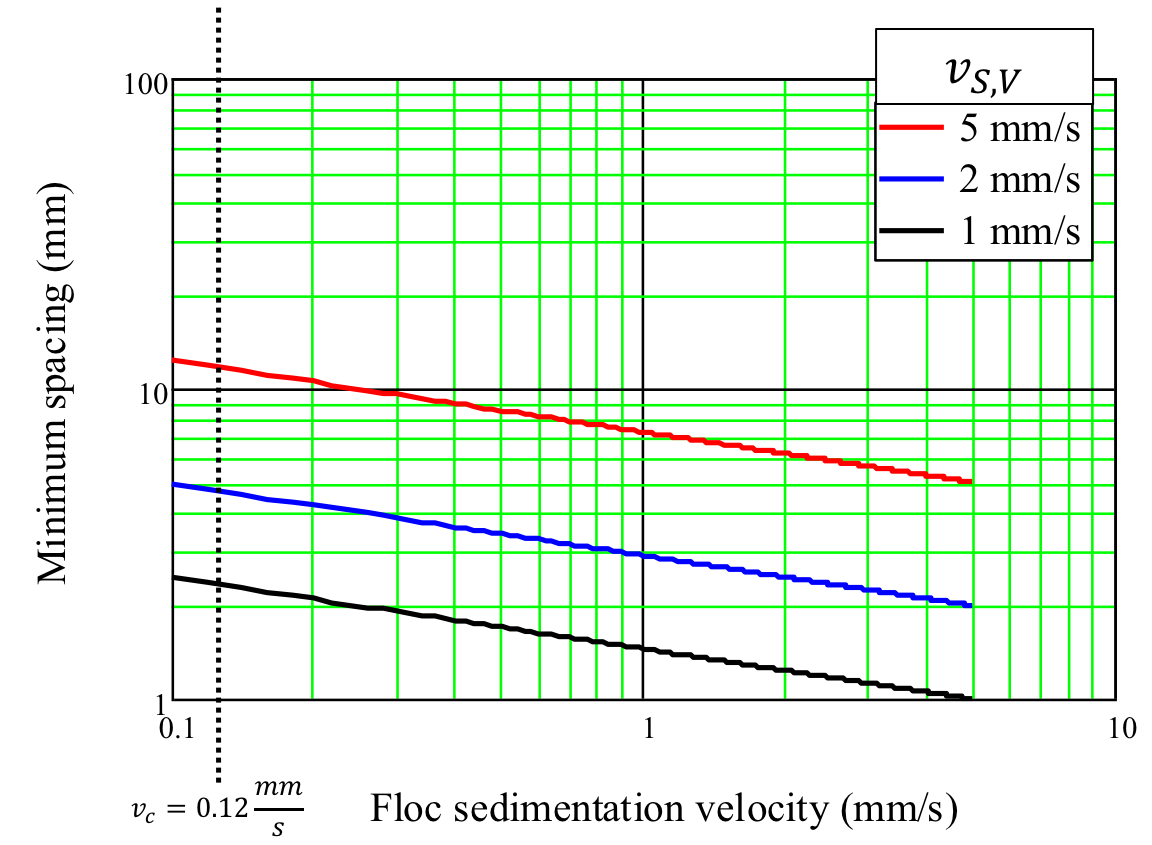 v_{S,V}
5 mm/s
2 mm/s
1 mm/s
Minimum spacing (mm)
100
10
1
0.1
1
10
v_c = 0.12 mm/s
Floc sedimentation velocity (mm/s)